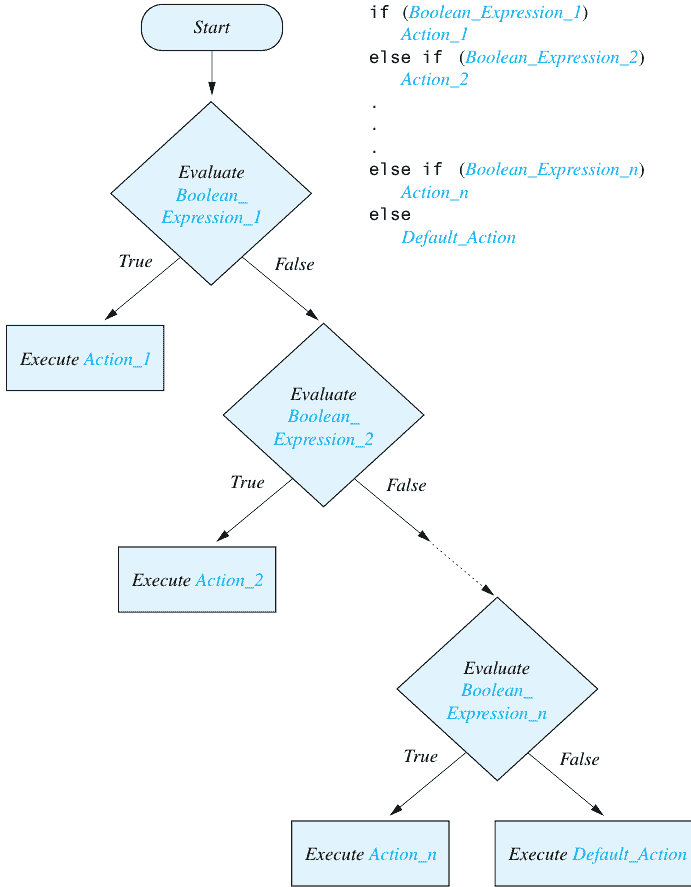 Start
if (Boolean_Expression_1)
Action_1
else if (Boolean_Expression_2)
Action_2
.
.
.
else if (Boolean_Expression_n)
Action_n
else
Default_Action
Evaluate
Boolean_
Expression_1
True
False
Execute Action_1
Evaluate
Boolean_
Expression_2
True
False
Execute Action_2
Evaluate
Boolean_
Expression_n
True
False
Execute Action_n
Execute Default_Action